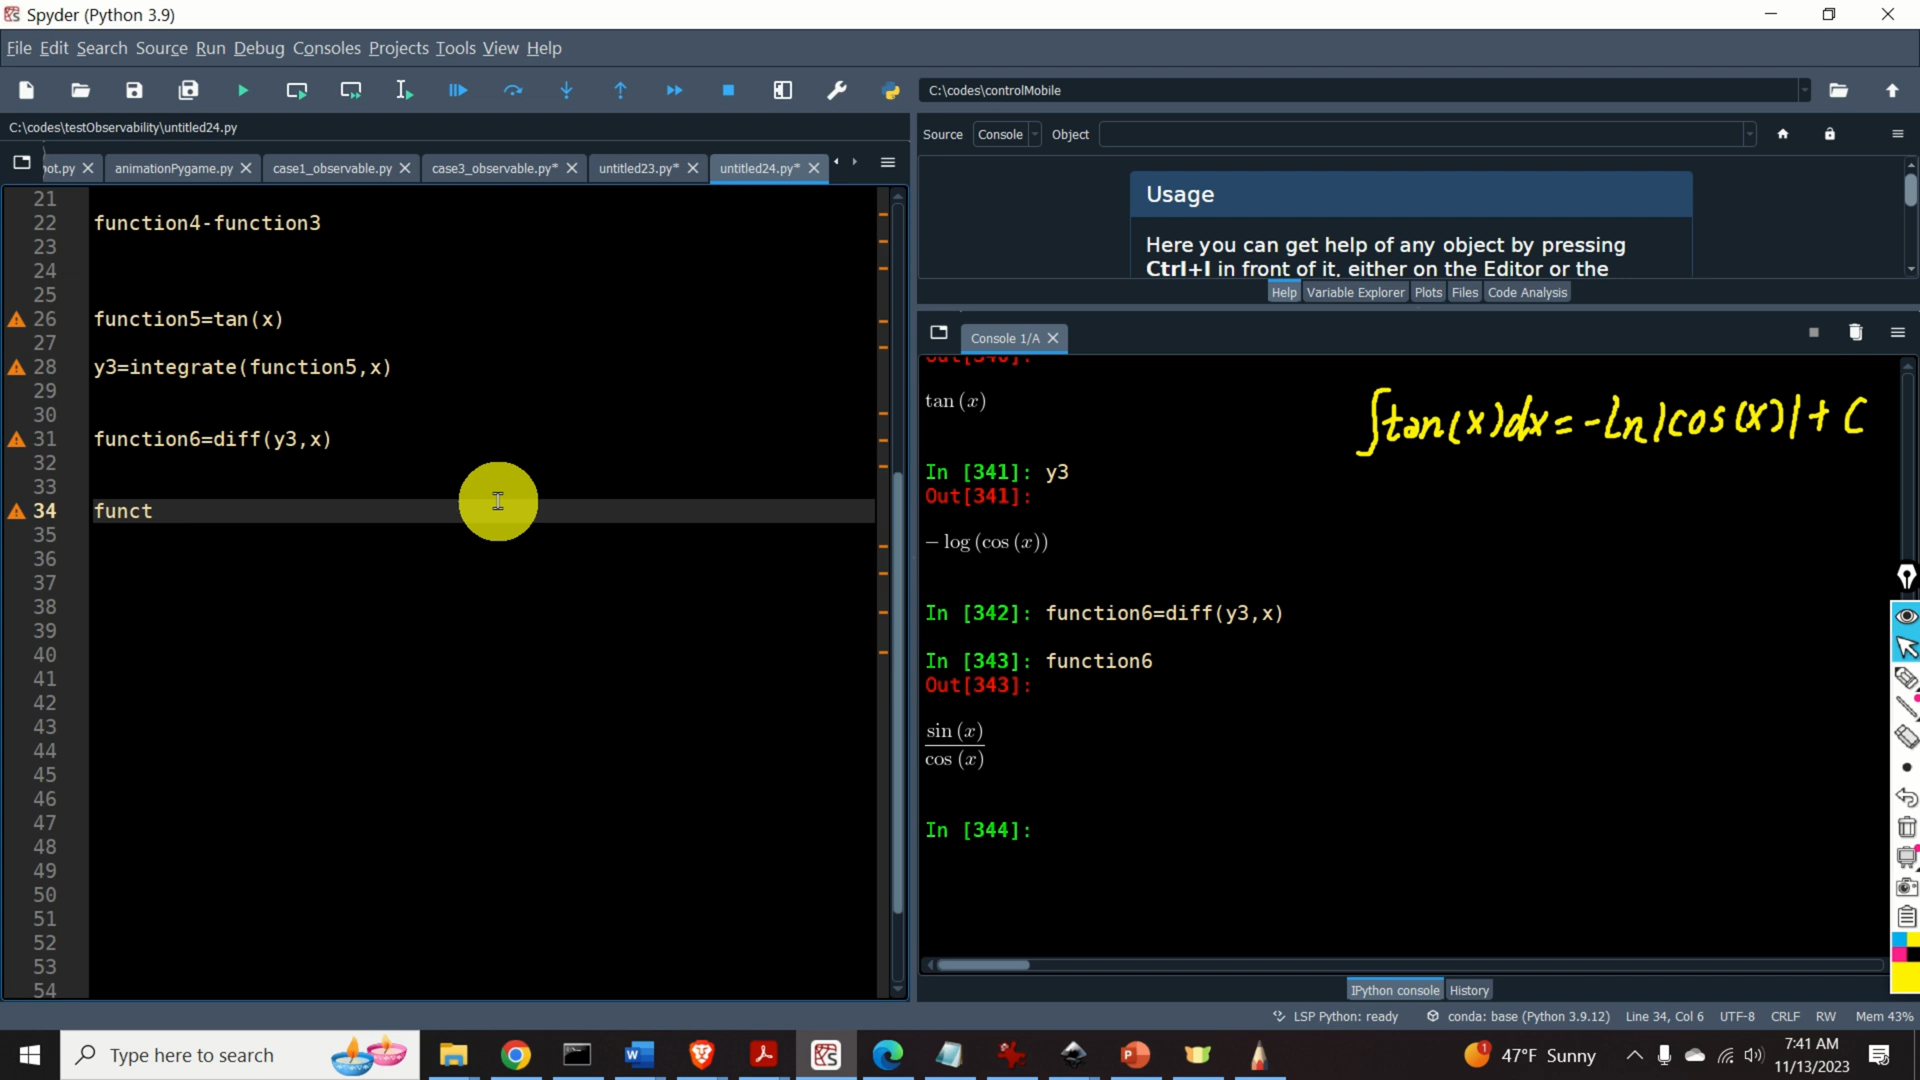 Spyder (Python 3.9)
File Edit Search Source Run Debug Consoles Projects Tools View Help
C:\codes\controlMobile
C:\codes\testObservability\untitled24.py
Source Console Object
animationPygame.py case1_observable.py case3_observable.py* untitled23.py* untitled24.py*
Usage
Here you can get help of any object by pressing
Ctrl+I in front of it, either on the Editor or the
Help Variable Explorer Plots Files Code Analysis
21
22 function4-function3
23
24
25
26 function5=tan(x)
27
28 y3=integrate(function5,x)
29
30
31 function6=diff(y3,x)
32
33
34 funct
35
36
37
38
39
40
41
42
43
44
45
46
47
48
49
50
51
52
53
54
Console 1/A
tan (x)
∫tan(x)dx = -ln|cos(x)| + C
In [341]: y3
Out[341]:
− log (cos (x))
In [342]: function6=diff(y3,x)
In [343]: function6
Out[343]:
sin (x)
cos (x)
In [344]:
IPython console History
LSP Python: ready conda: base (Python 3.9.12) Line 34, Col 6 UTF-8 CRLF RW Mem 43%
Type here to search
47°F Sunny
7:41 AM
11/13/2023